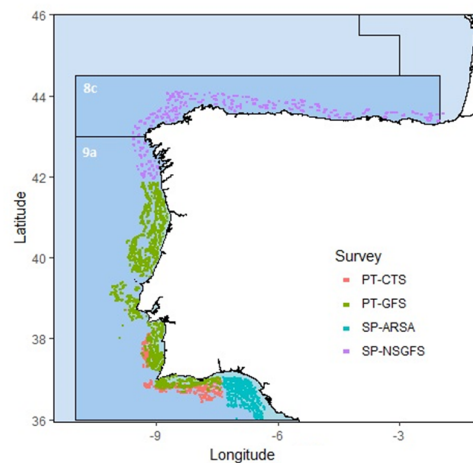 46
44
42
40
38
36
Latitude
8c
9a
Survey
PT-CTS
PT-GFS
SP-ARSA
SP-NSGFS
-9
-6
-3
Longitude